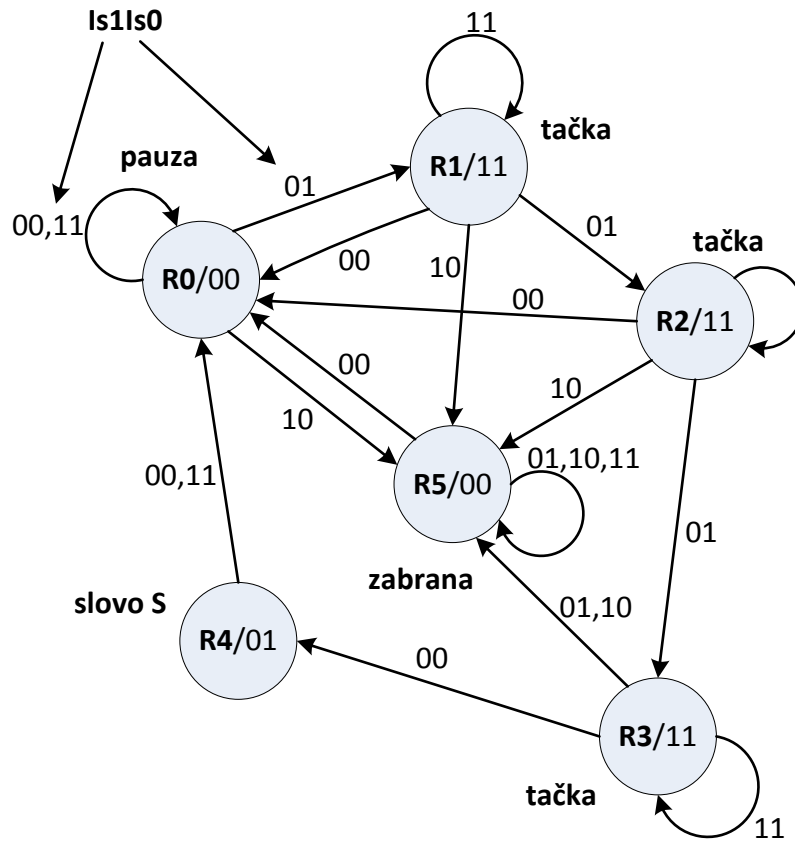 Is1Is0
11
tačka
pauza
01
R1/11
00,11
01
tačka
00
10
R0/00
00
R2/11
00
10
10
01,10,11
00,11
R5/00
01
zabrana
slovo S
01,10
R4/01
00
R3/11
tačka
11